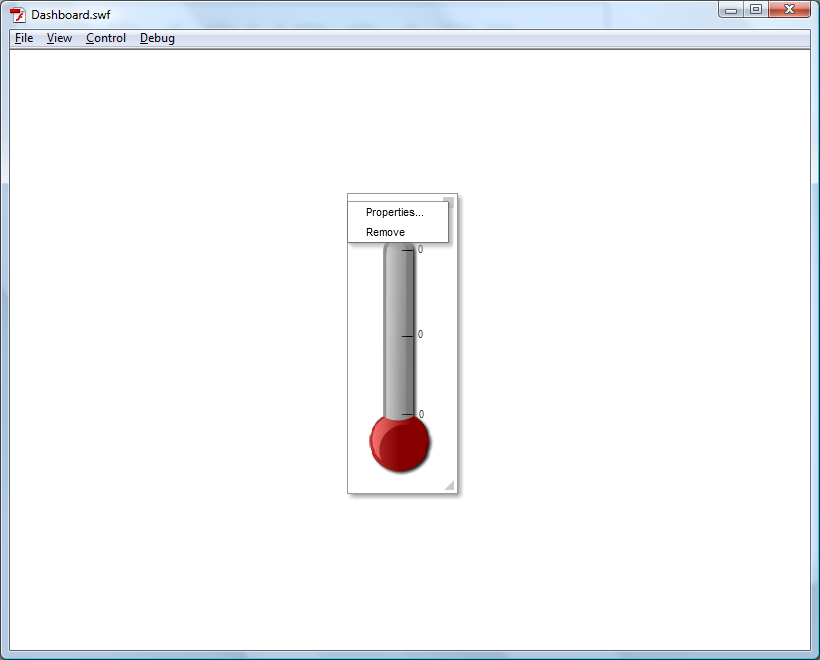 Dashboard.swf
File View Control Debug
Properties...
Remove
0
0
0